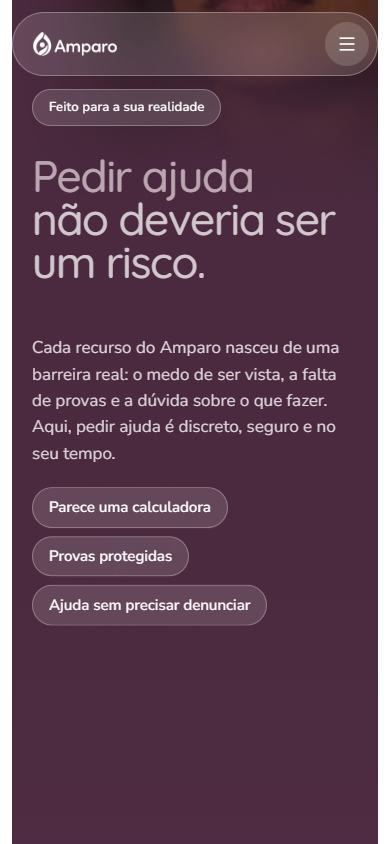 Amparo
Feito para a sua realidade
Pedir ajuda
não deveria ser
um risco.
Cada recurso do Amparo nasceu de uma
barreira real: o medo de ser vista, a falta
de provas e a dúvida sobre o que fazer.
Aqui, pedir ajuda é discreto, seguro e no
seu tempo.
Parece uma calculadora
Provas protegidas
Ajuda sem precisar denunciar